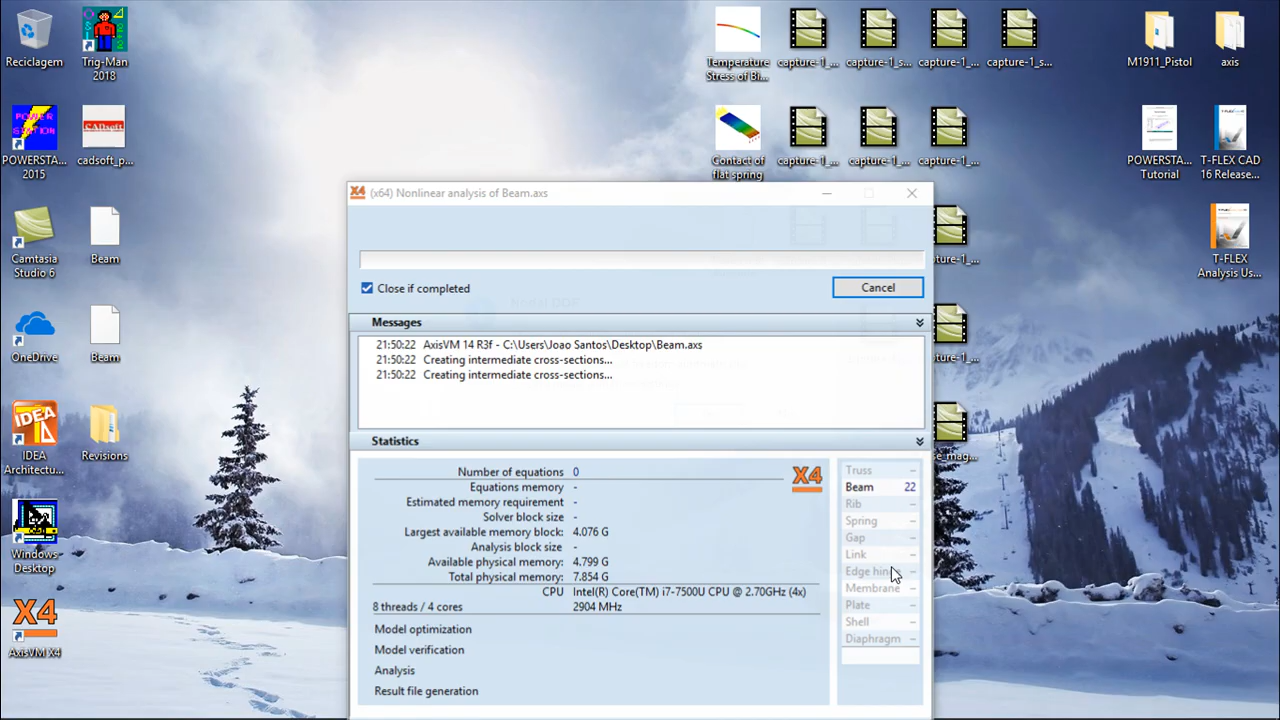 Reciclagem
Trig-Man
2018
Temperature
Stress of Bi...
capture-1_...
capture-1_s...
capture-1_...
capture-1_s...
M1911_Pistol
axis
POWER
STATION
CADsoft
POWERSTA...
2015
cadsoft_p...
Contact of
flat spring
capture-1_...
capture-1_...
capture-1_...
POWERSTA...
Tutorial
T-FLEX CAD
16 Release...
Camtasia
Studio 6
Beam
T-FLEX
Analysis Us...
OneDrive
Beam
IDEA
IDEA
Architectu...
Revisions
Windows
Desktop
X4
AxisVM X4
X4 (x64) Nonlinear analysis of Beam.axs
Close if completed
Cancel
Messages
21:50:22 AxisVM 14 R3f - C:\Users\Joao Santos\Desktop\Beam.axs
21:50:22 Creating intermediate cross-sections...
21:50:22 Creating intermediate cross-sections...
Statistics
Number of equations 0
Equations memory -
Estimated memory requirement -
Solver block size -
Largest available memory block: 4.076 G
Analysis block size -
Available physical memory: 4.799 G
Total physical memory: 7.854 G
CPU Intel(R) Core(TM) i7-7500U CPU @ 2.70GHz (4x)
8 threads / 4 cores 2904 MHz
Model optimization
Model verification
Analysis
Result file generation
X4
Truss -
Beam 22
Rib -
Spring -
Gap -
Link -
Edge hin -
Membrane -
Plate -
Shell -
Diaphragm -